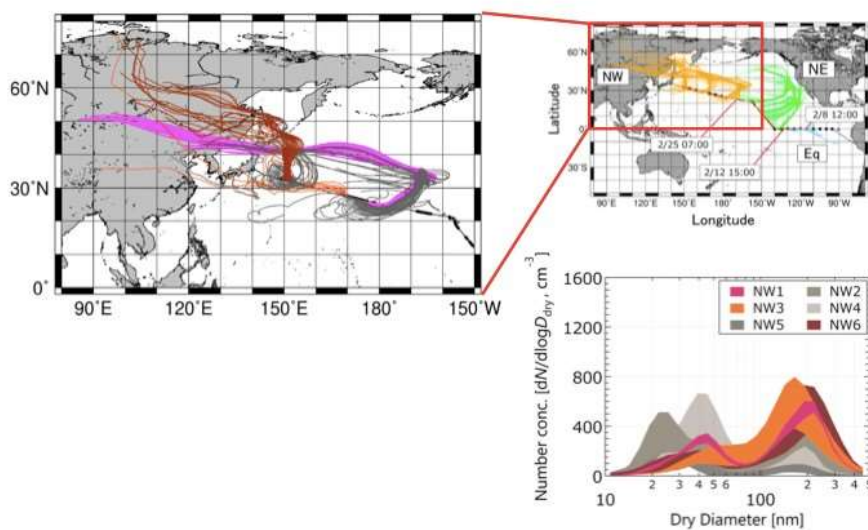 60°N
30°N
0°
90°E
120°E
150°E
180°
150°W
Latitude
60°N
30°N
0
30°S
NW
NE
2/8 12:00
2/25 07:00
Eq
2/12 15:00
90°E
120°E
150°E
180°
150°W
120°W
90°W
Longitude
Number conc. [dN/dlogD_dry, cm⁻³]
1600
1200
800
400
0
NW1
NW2
NW3
NW4
NW5
NW6
10
2
3
4
5
6
100
2
3
4
5
Dry Diameter [nm]